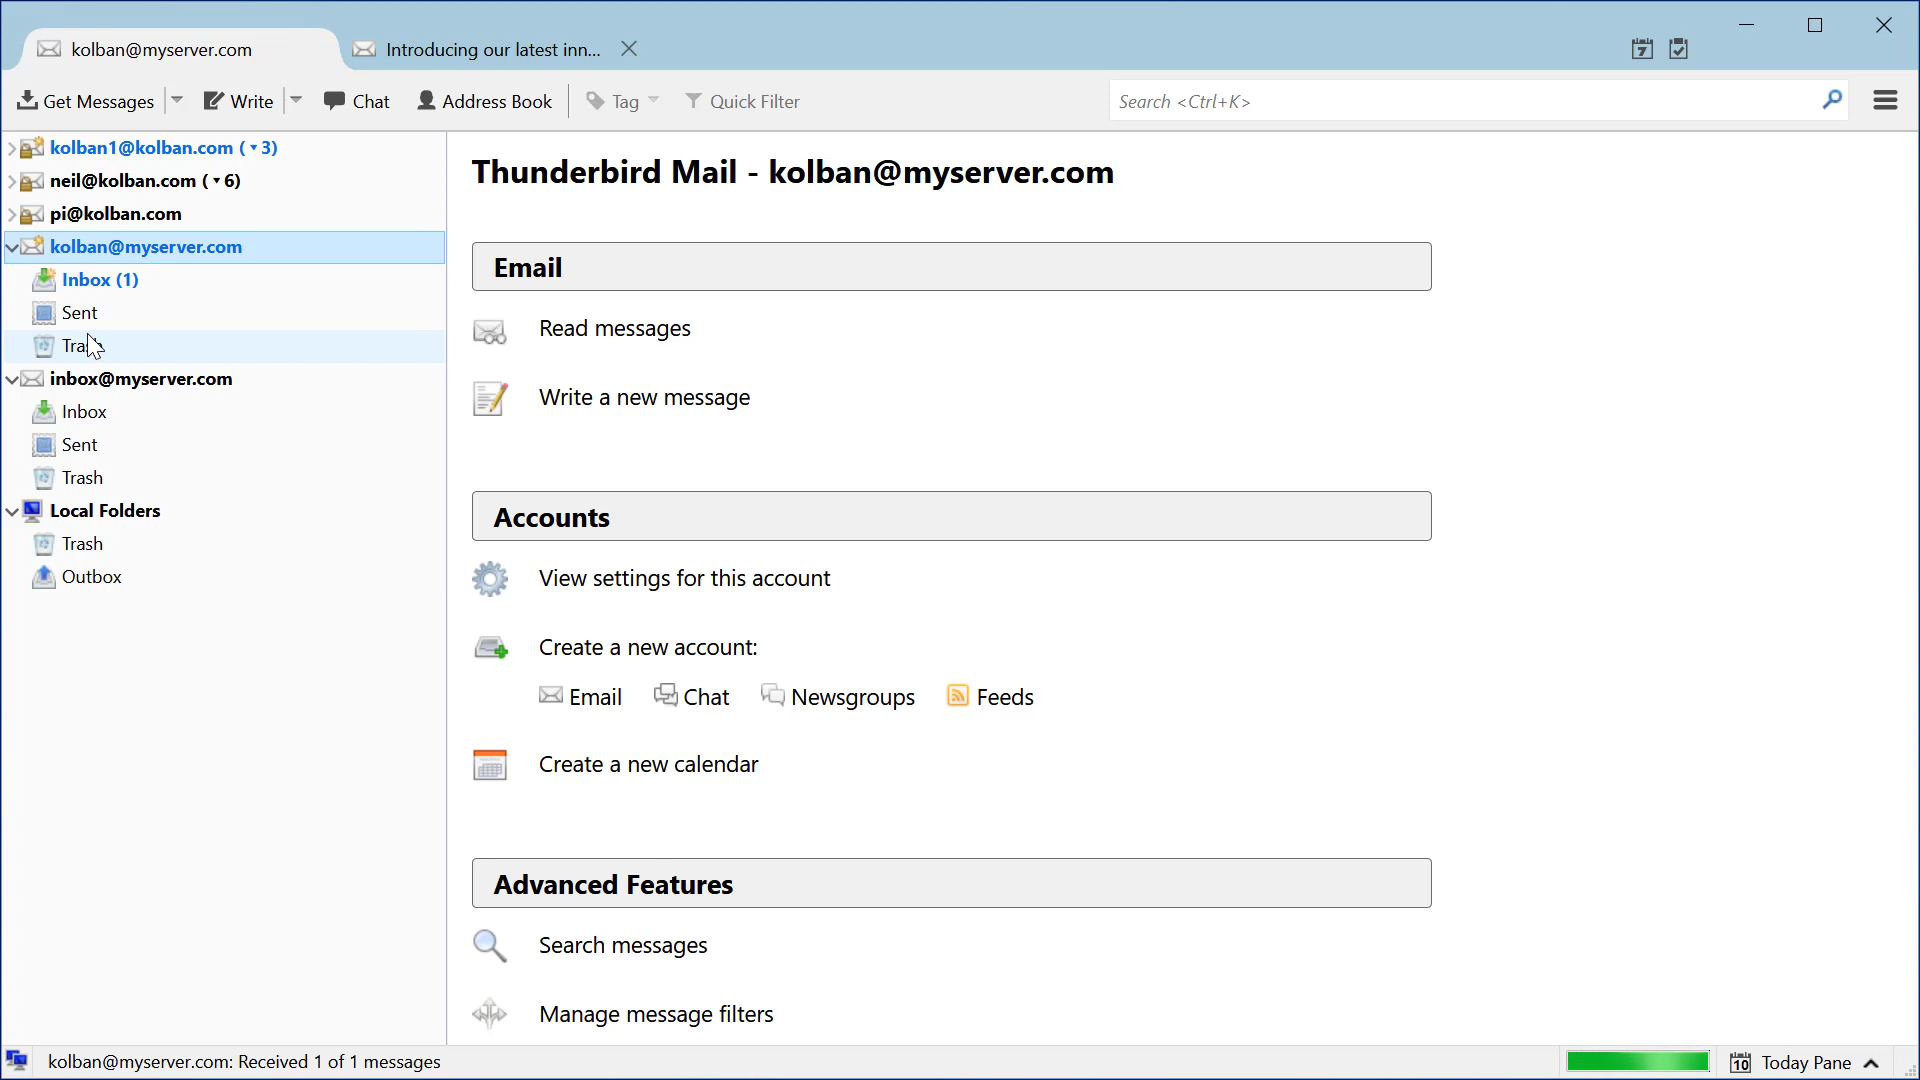 kolban@myserver.com
Introducing our latest inn...
7
Get Messages
Write
Chat
Address Book
Tag
Quick Filter
Search <Ctrl+K>
kolban1@kolban.com (▾3)
neil@kolban.com (▾6)
pi@kolban.com
kolban@myserver.com
Inbox (1)
Sent
Trash
inbox@myserver.com
Inbox
Sent
Trash
Local Folders
Trash
Outbox
Thunderbird Mail - kolban@myserver.com
Email
Read messages
Write a new message
Accounts
View settings for this account
Create a new account:
Email Chat Newsgroups Feeds
Create a new calendar
Advanced Features
Search messages
Manage message filters
kolban@myserver.com: Received 1 of 1 messages
10 Today Pane